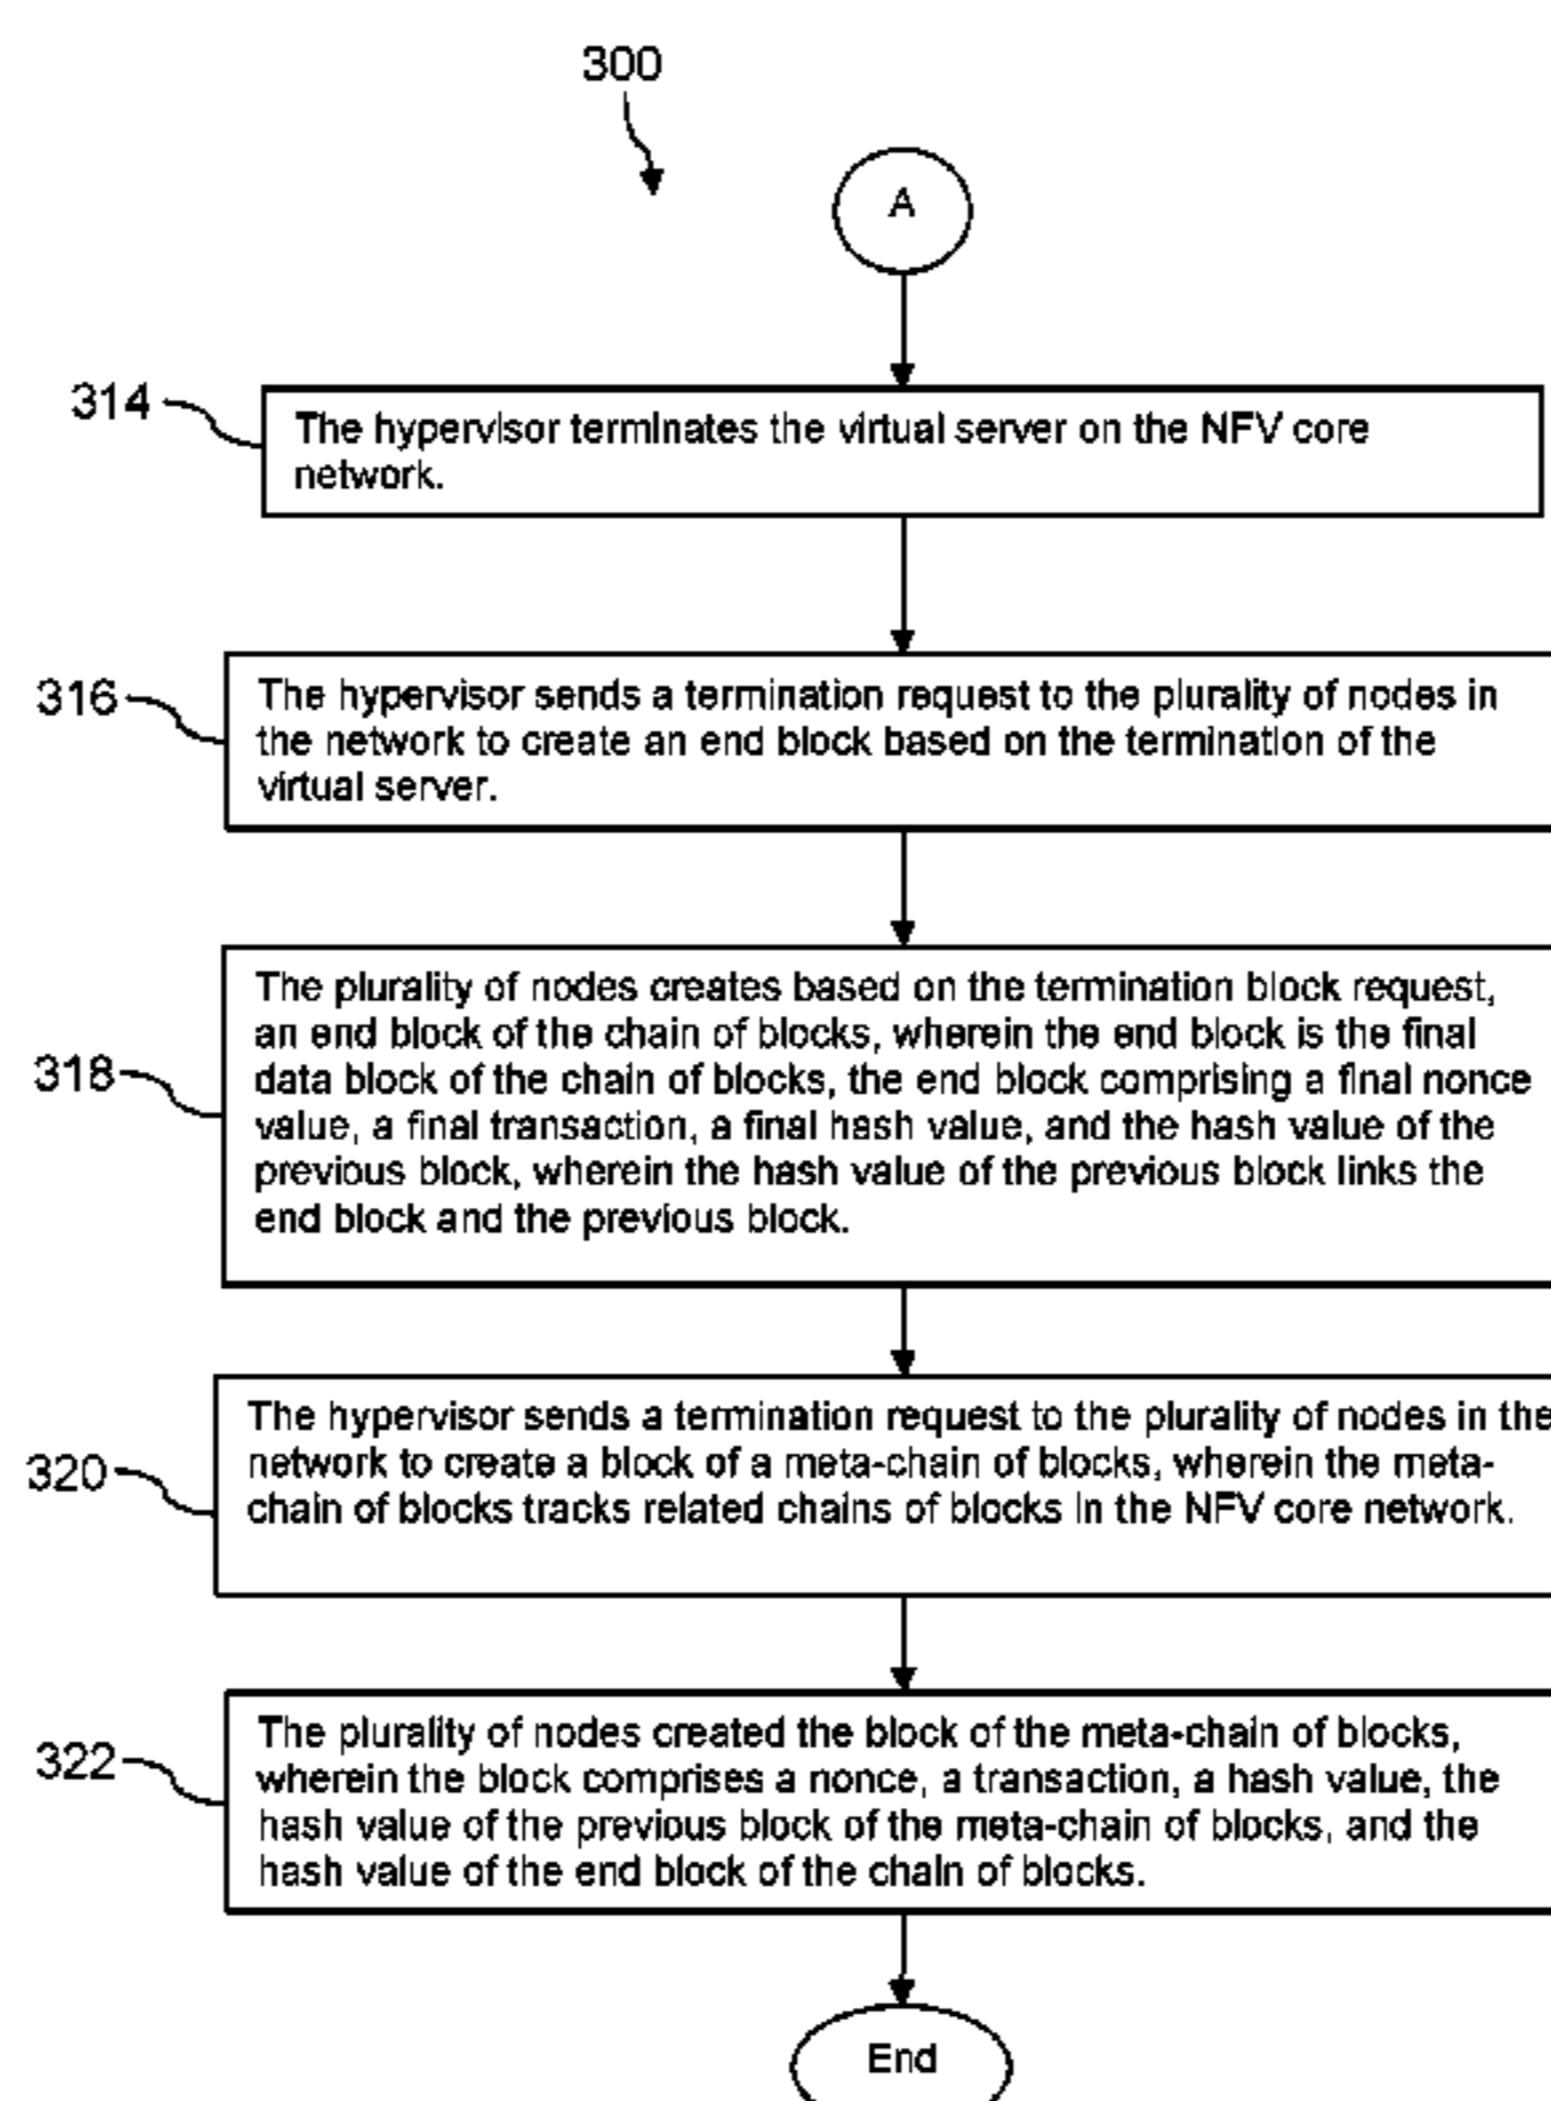 300
A
314
The hypervisor terminates the virtual server on the NFV core
network.
316
The hypervisor sends a termination request to the plurality of nodes in
the network to create an end block based on the termination of the
virtual server.
318
The plurality of nodes creates based on the termination block request,
an end block of the chain of blocks, wherein the end block is the final
data block of the chain of blocks, the end block comprising a final nonce
value, a final transaction, a final hash value, and the hash value of the
previous block, wherein the hash value of the previous block links the
end block and the previous block.
320
The hypervisor sends a termination request to the plurality of nodes in the
network to create a block of a meta-chain of blocks, wherein the meta-
chain of blocks tracks related chains of blocks in the NFV core network.
322
The plurality of nodes created the block of the meta-chain of blocks,
wherein the block comprises a nonce, a transaction, a hash value, the
hash value of the previous block of the meta-chain of blocks, and the
hash value of the end block of the chain of blocks.
End